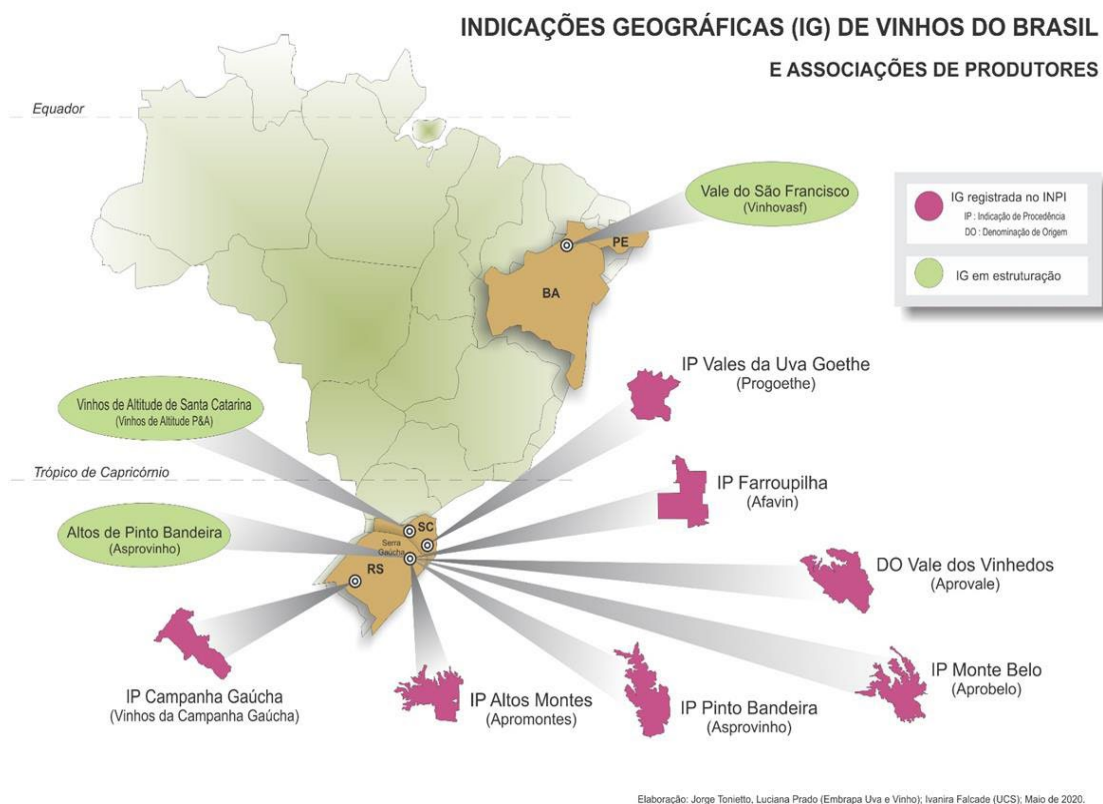 INDICAÇÕES GEOGRÁFICAS (IG) DE VINHOS DO BRASIL
E ASSOCIAÇÕES DE PRODUTORES
Equador
Vale do São Francisco
(Vinhovasf)
IG registrada no INPI
IP : Indicação de Procedência
DO : Denominação de Origem
IG em estruturação
PE
BA
IP Vales da Uva Goethe
(Progoethe)
Vinhos de Altitude de Santa Catarina
(Vinhos de Altitude P&A)
Trópico de Capricórnio
IP Farroupilha
(Afavin)
Altos de Pinto Bandeira
(Asprovinho)
SC
Serra
Gaúcha
RS
DO Vale dos Vinhedos
(Aprovale)
IP Campanha Gaúcha
(Vinhos da Campanha Gaúcha)
IP Altos Montes
(Apromontes)
IP Pinto Bandeira
(Asprovinho)
IP Monte Belo
(Aprobelo)
Elaboração: Jorge Tonietto, Luciana Prado (Embrapa Uva e Vinho); Ivanira Falcade (UCS); Maio de 2020.